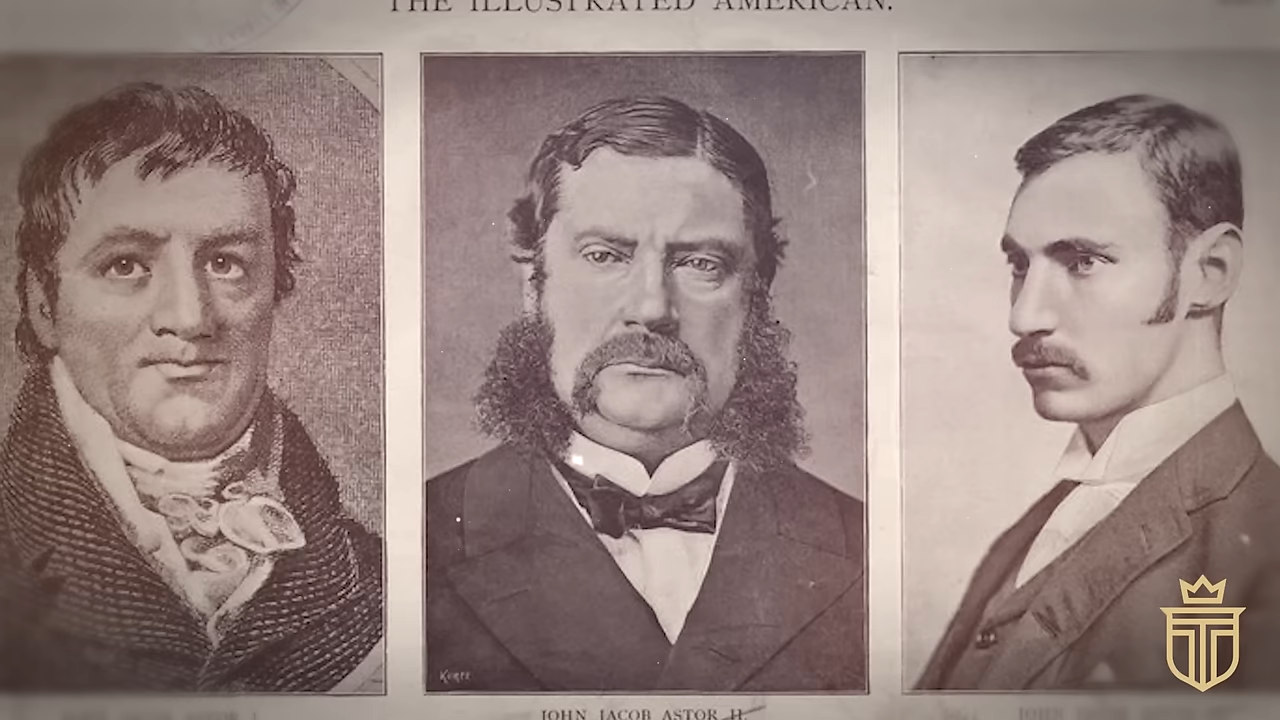 THE ILLUSTRATED AMERICAN.
KURTZ
JOHN JACOB ASTOR II.